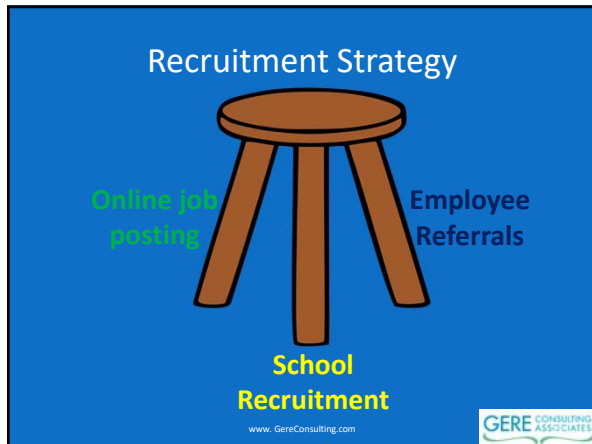 Recruitment Strategy
Online job
posting
Employee
Referrals
School
Recruitment
www. GereConsulting.com
GERE CONSULTING
ASSOCIATES